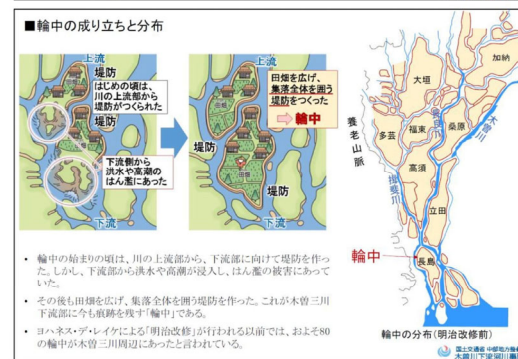 ■輪中の成り立ちと分布
上流
堤防
はじめの頃は、
川の上流部から
堤防がつくられた
下流側から
洪水や高潮の
はん濫にあった
下流
上流
堤防
田畑を広げ、
集落全体を囲う
堤防をつくった
⇒ 輪中
田畑
田畑
堤防
下流
・ 輪中の始まりの頃は、川の上流部から、下流部に向けて堤防を作っ
た。しかし、下流部から洪水や高潮が浸入し、はん濫の被害にあって
いた。
・ その後も田畑を広げ、集落全体を囲う堤防を作った。これが木曽三川
下流部に今も痕跡を残す「輪中」である。
・ ヨハネス・デ・レイケによる「明治改修」が行われる以前では、およそ80
の輪中が木曽三川周辺にあったと言われている。
加納
大垣
長良川
木曽川
桑原
福束
多芸
養老山脈
高須
揖斐川
立田
輪中
長島
輪中の分布(明治改修前)
国土交通省 中部地方整備局
木曽川下流河川事